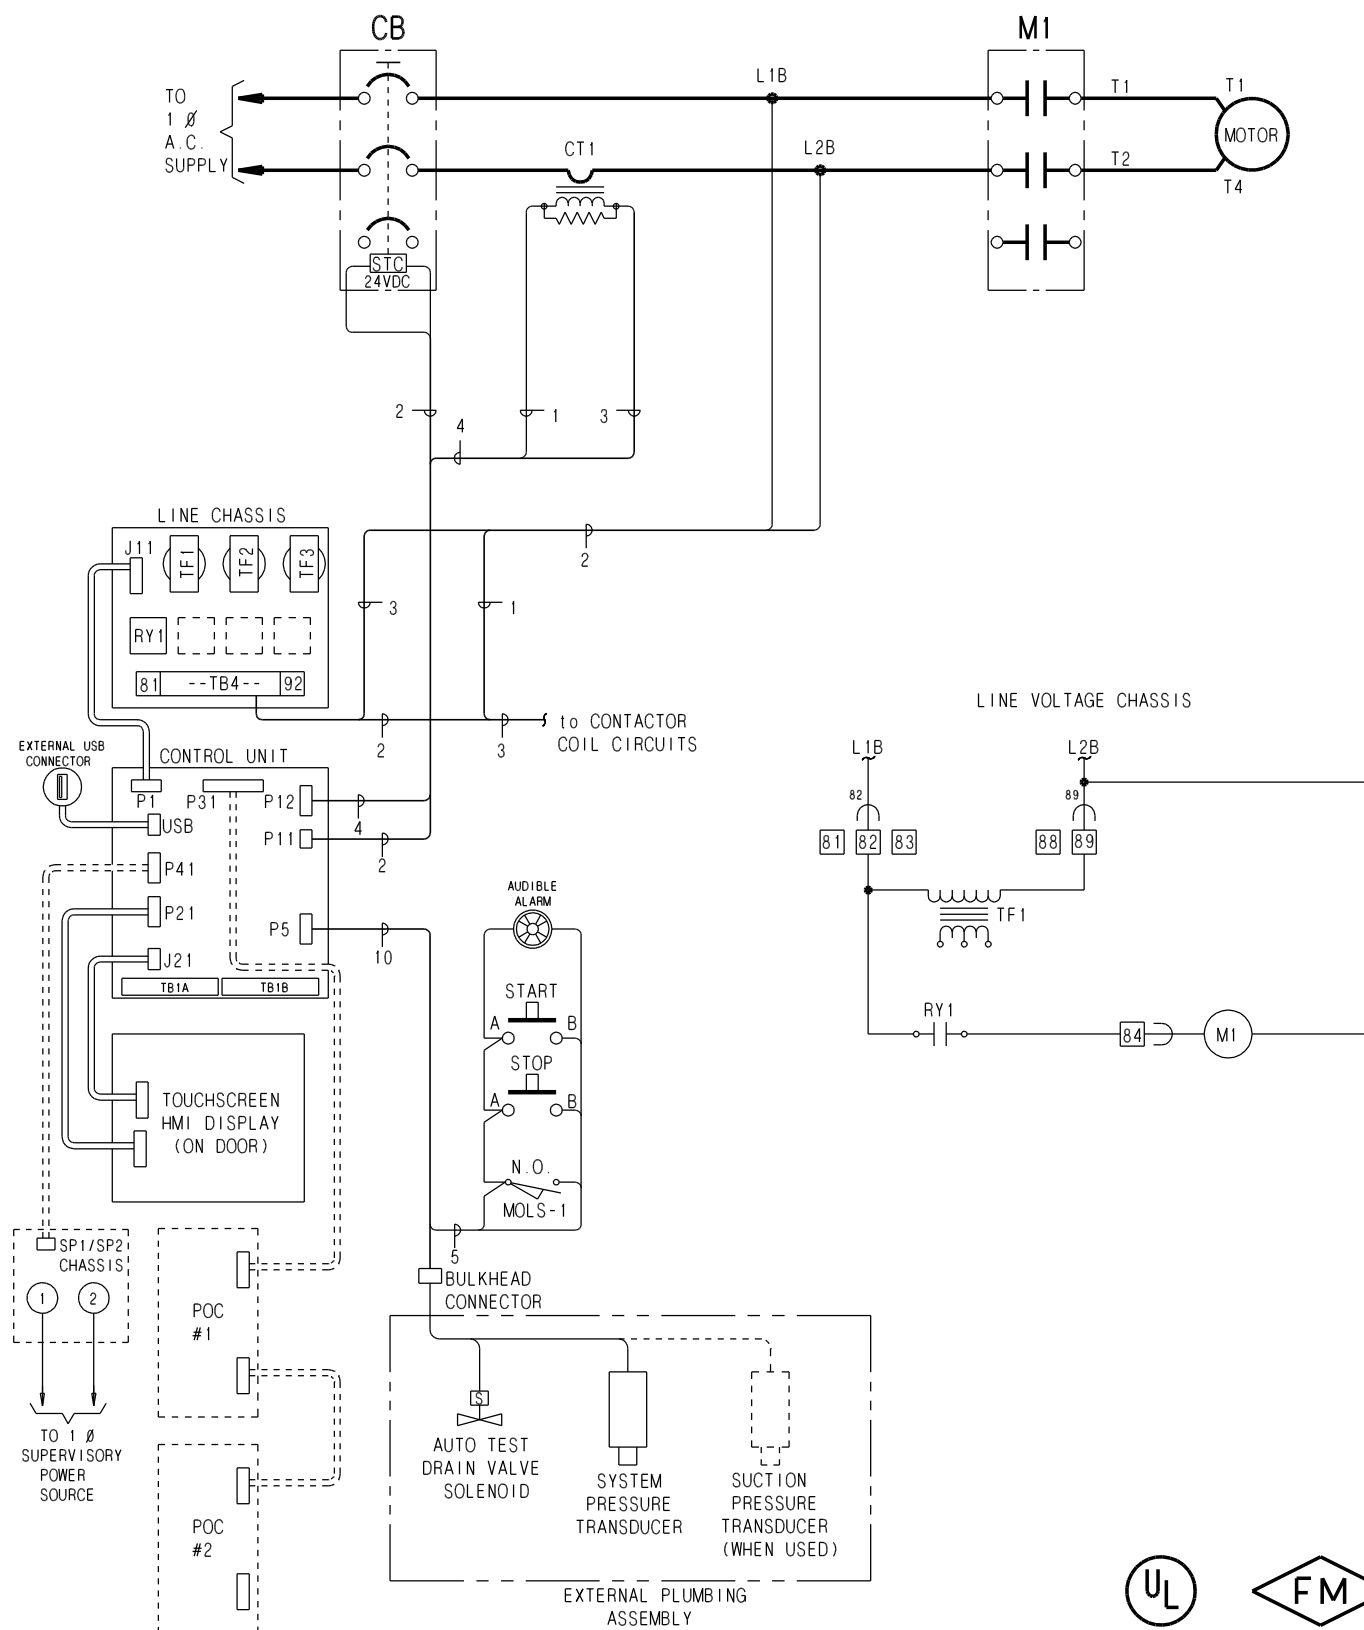 CB
M1
TO
1 Ø
A.C.
SUPPLY
L1B
T1
T1
MOTOR
CT1
L2B
T2
T4
STC
24VDC
2
4
1
3
LINE CHASSIS
J11
TF1
TF2
TF3
2
3
1
RY1
81
--TB4--
92
2
3
to CONTACTOR
COIL CIRCUITS
LINE VOLTAGE CHASSIS
L1B
L2B
82
89
81
82
83
88
89
TF1
RY1
84
M1
EXTERNAL USB
CONNECTOR
CONTROL UNIT
P1
P31
P12
4
USB
P11
2
P41
P21
P5
10
J21
TB1A
TB1B
AUDIBLE
ALARM
START
A
B
STOP
A
B
N.O.
MOLS-1
5
TOUCHSCREEN
HMI DISPLAY
(ON DOOR)
SP1/SP2
CHASSIS
1
2
TO 1 Ø
SUPERVISORY
POWER
SOURCE
POC
#1
POC
#2
BULKHEAD
CONNECTOR
S
AUTO TEST
DRAIN VALVE
SOLENOID
SYSTEM
PRESSURE
TRANSDUCER
SUCTION
PRESSURE
TRANSDUCER
(WHEN USED)
EXTERNAL PLUMBING
ASSEMBLY
UL
FM